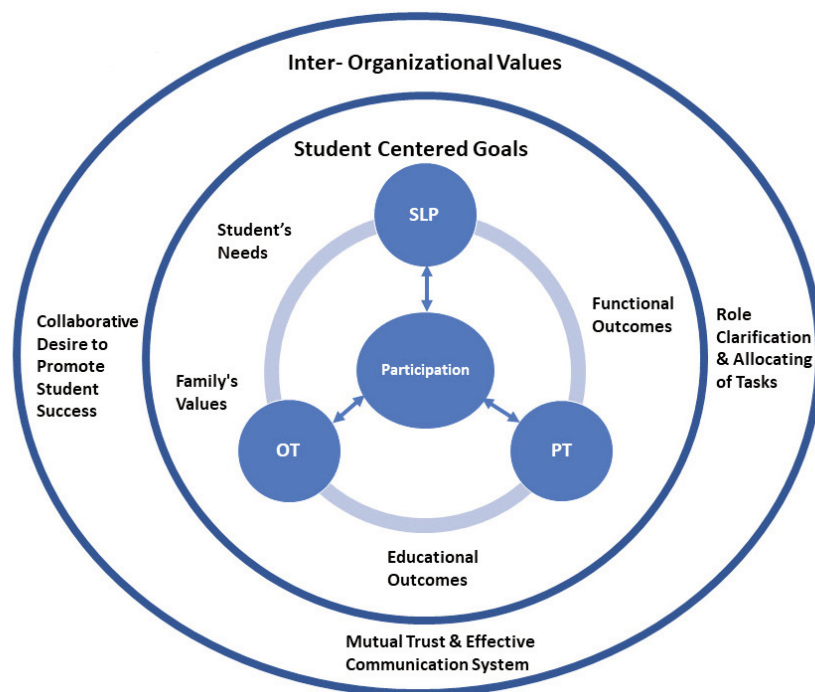 Inter- Organizational Values
Student Centered Goals
SLP
Student’s
Needs
Functional
Outcomes
Role
Clarification
& Allocating
of Tasks
Collaborative
Desire to
Promote
Student
Success
Participation
Family's
Values
OT
PT
Educational
Outcomes
Mutual Trust & Effective
Communication System